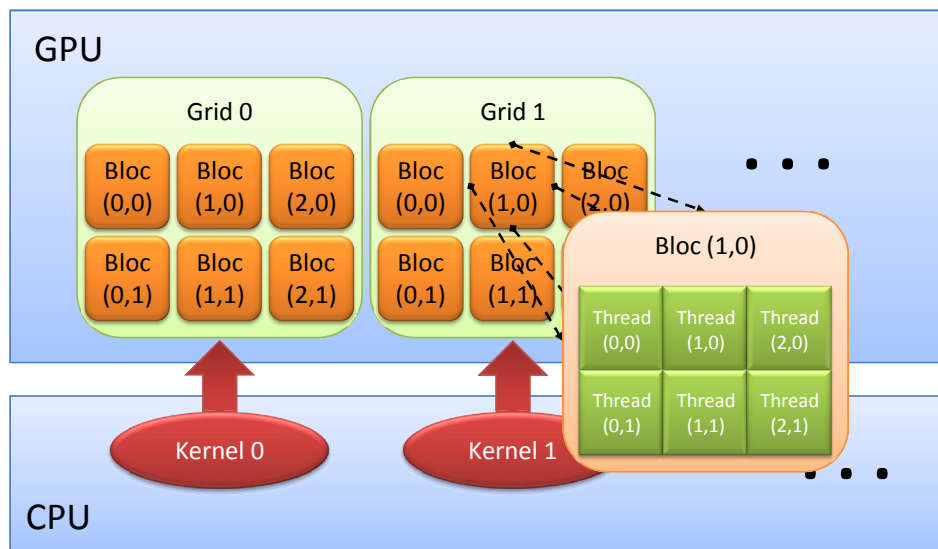 GPU
Grid 0
Grid 1
Bloc
(0,0)
Bloc
(1,0)
Bloc
(2,0)
Bloc
(0,0)
Bloc
(1,0)
Bloc
(2,0)
. . .
Bloc
(0,1)
Bloc
(1,1)
Bloc
(2,1)
Bloc
(0,1)
Bloc
(1,1)
Bloc (1,0)
Thread
(0,0)
Thread
(1,0)
Thread
(2,0)
Thread
(0,1)
Thread
(1,1)
Thread
(2,1)
Kernel 0
Kernel 1
. . .
CPU